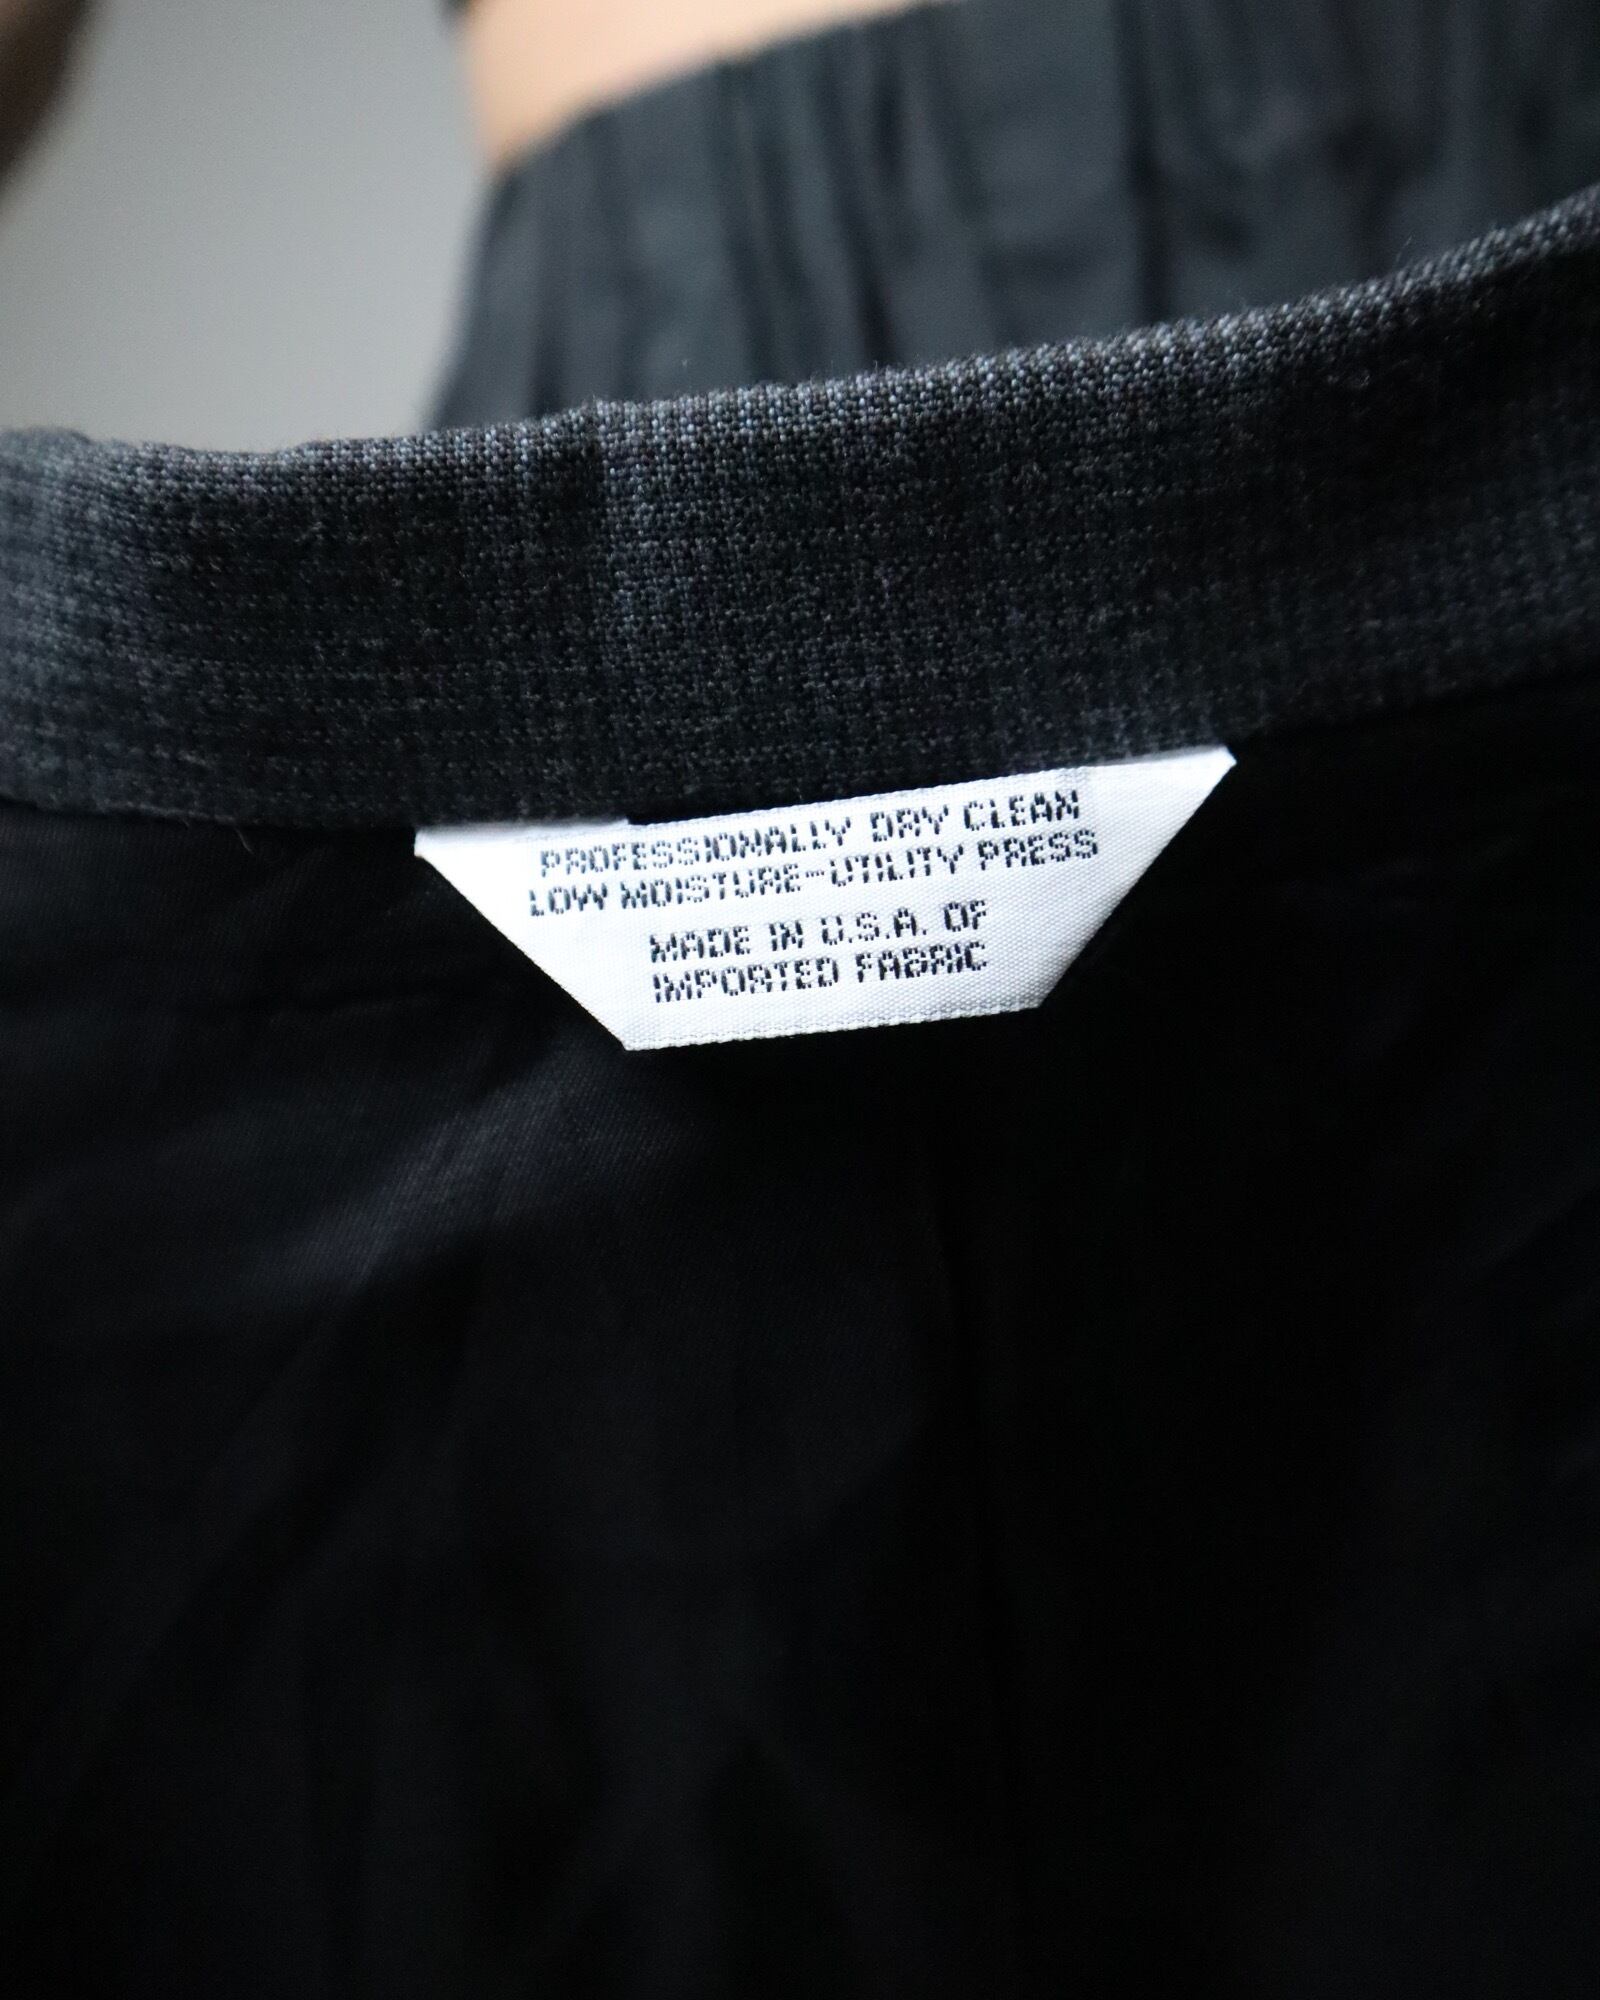 PROFESSIONALLY DRY CLEAN
LOW MOISTURE-UTILITY PRESS
MADE IN U.S.A. OF
IMPORTED FABRIC